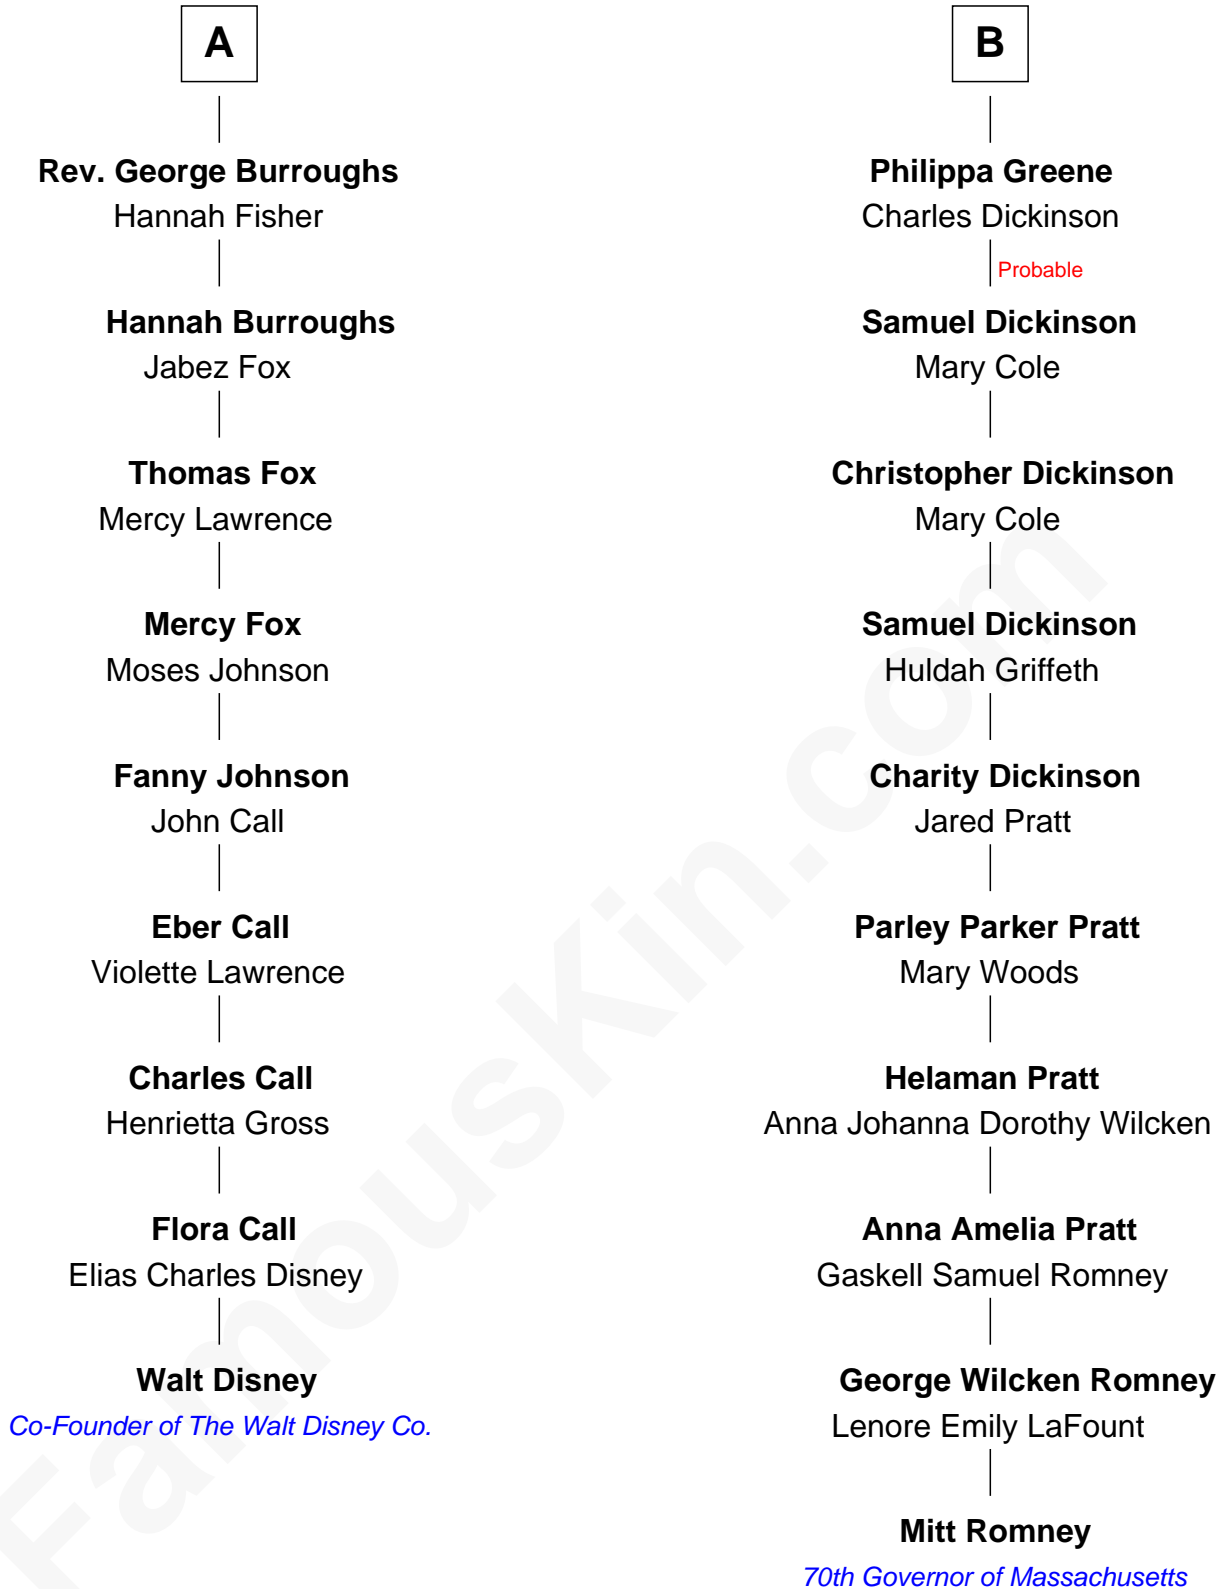 A
Rev. George Burroughs
Hannah Fisher
Hannah Burroughs
Jabez Fox
Thomas Fox
Mercy Lawrence
Mercy Fox
Moses Johnson
Fanny Johnson
John Call
Eber Call
Violette Lawrence
Charles Call
Henrietta Gross
Flora Call
Elias Charles Disney
Walt Disney
Co-Founder of The Walt Disney Co.
B
Philippa Greene
Charles Dickinson
Probable
Samuel Dickinson
Mary Cole
Christopher Dickinson
Mary Cole
Samuel Dickinson
Huldah Griffeth
Charity Dickinson
Jared Pratt
Parley Parker Pratt
Mary Woods
Helaman Pratt
Anna Johanna Dorothy Wilcken
Anna Amelia Pratt
Gaskell Samuel Romney
George Wilcken Romney
Lenore Emily LaFount
Mitt Romney
70th Governor of Massachusetts
FamousKin.com